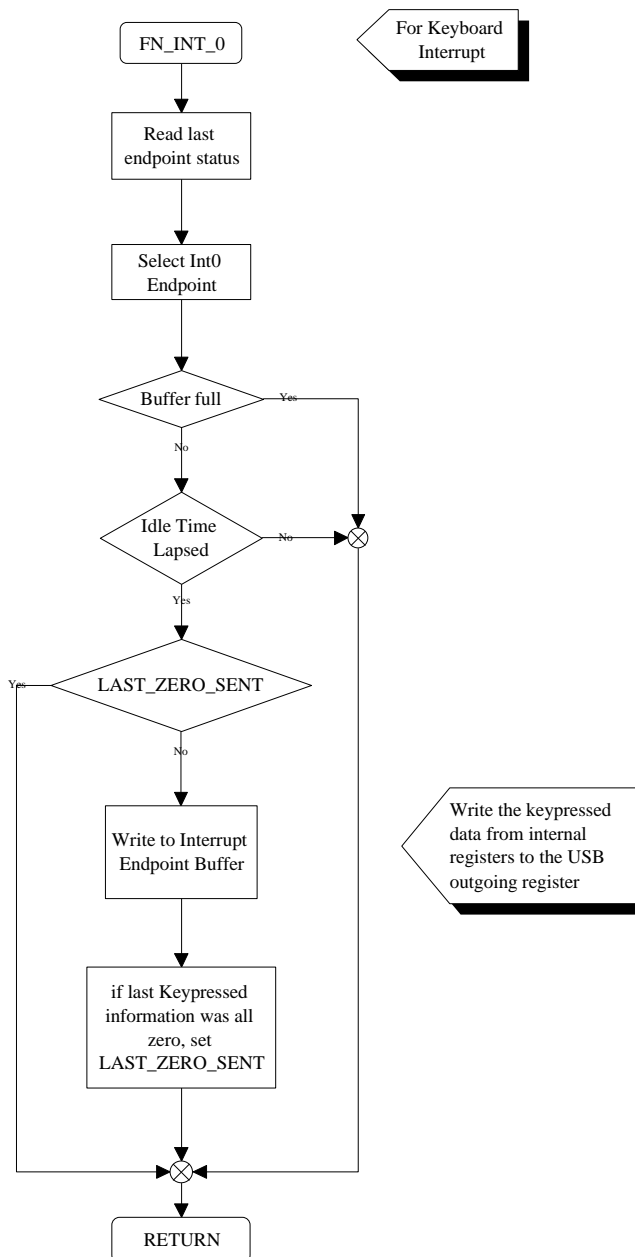 FN_INT_0
For Keyboard
Interrupt
Read last
endpoint status
Select Int0
Endpoint
Buffer full
Yes
No
Idle Time
Lapsed
No
Yes
LAST_ZERO_SENT
Yes
No
Write to Interrupt
Endpoint Buffer
Write the keypressed
data from internal
registers to the USB
outgoing register
if last Keypressed
information was all
zero, set
LAST_ZERO_SENT
RETURN